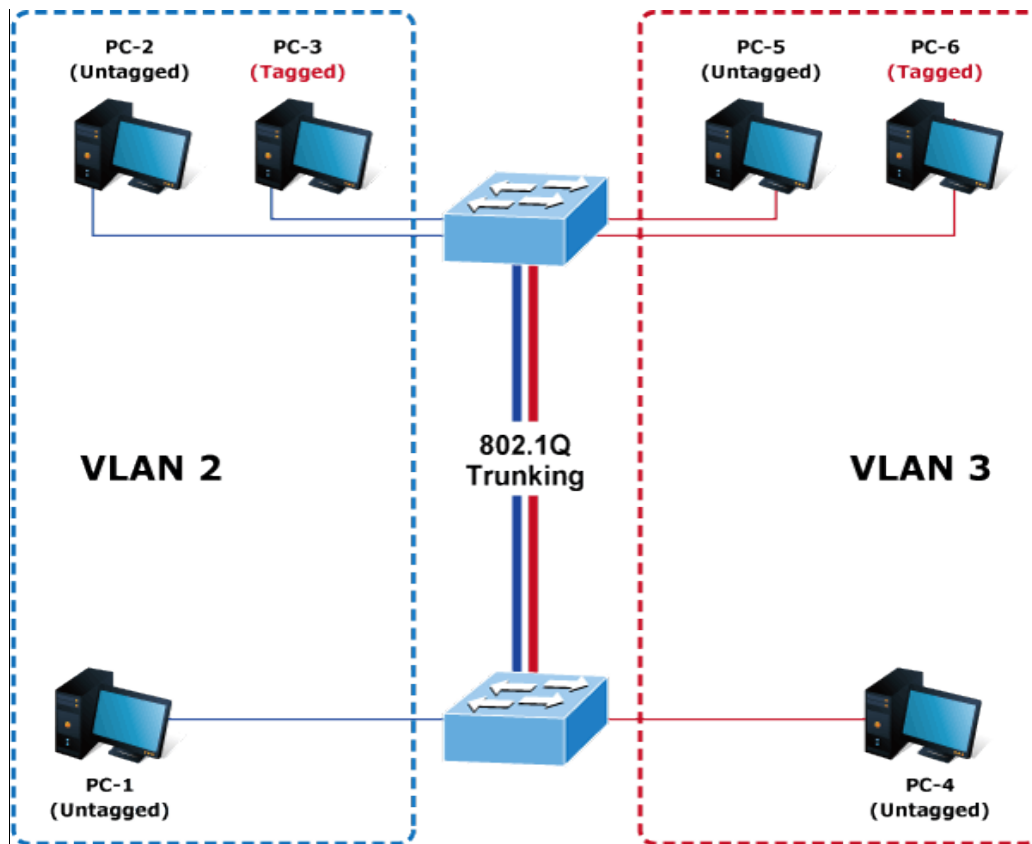 PC-2
(Untagged)
PC-3
(Tagged)
PC-5
(Untagged)
PC-6
(Tagged)
VLAN 2
802.1Q
Trunking
VLAN 3
PC-1
(Untagged)
PC-4
(Untagged)